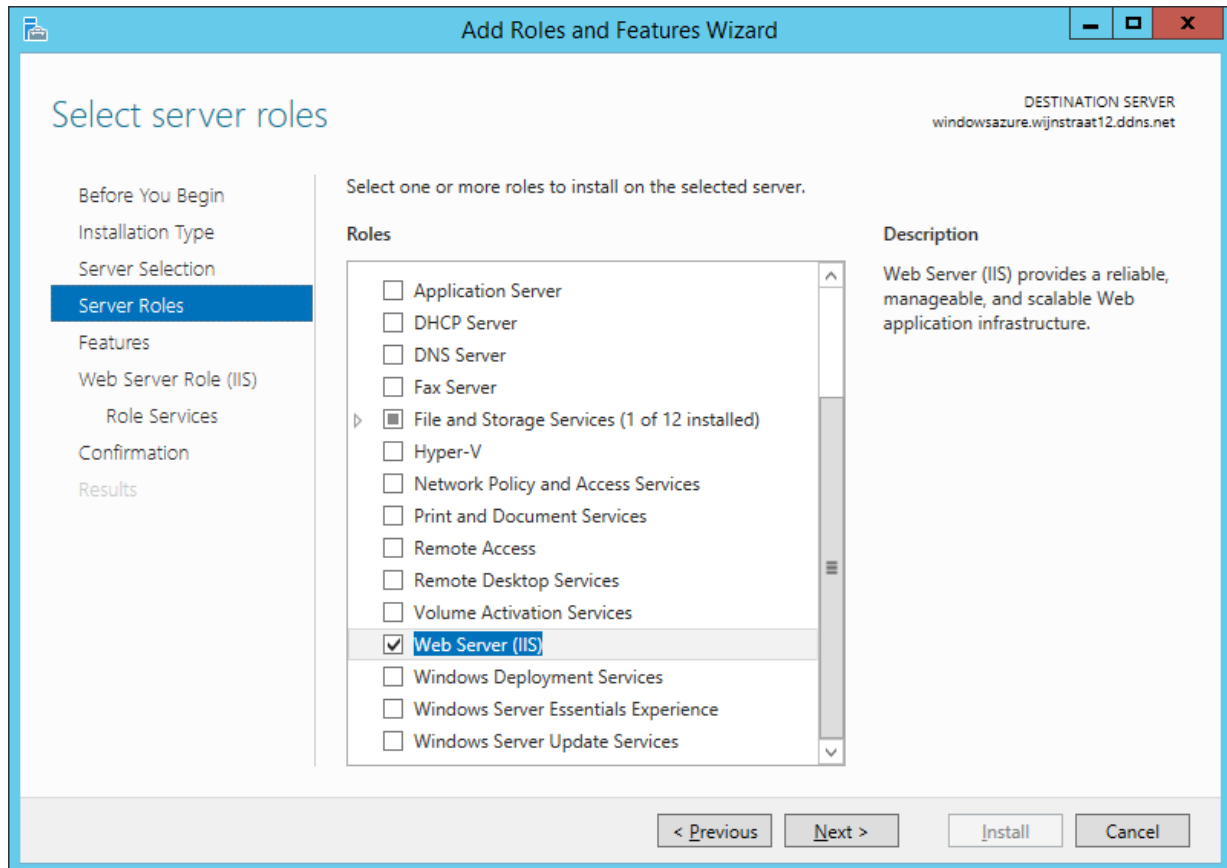 Add Roles and Features Wizard
Select server roles
DESTINATION SERVER
windowsazure.wijnstraat12.ddns.net
Before You Begin
Installation Type
Server Selection
Server Roles
Features
Web Server Role (IIS)
Role Services
Confirmation
Results
Select one or more roles to install on the selected server.
Roles
Application Server
DHCP Server
DNS Server
Fax Server
File and Storage Services (1 of 12 installed)
Hyper-V
Network Policy and Access Services
Print and Document Services
Remote Access
Remote Desktop Services
Volume Activation Services
Web Server (IIS)
Windows Deployment Services
Windows Server Essentials Experience
Windows Server Update Services
Description
Web Server (IIS) provides a reliable,
manageable, and scalable Web
application infrastructure.
< Previous
Next >
Install
Cancel